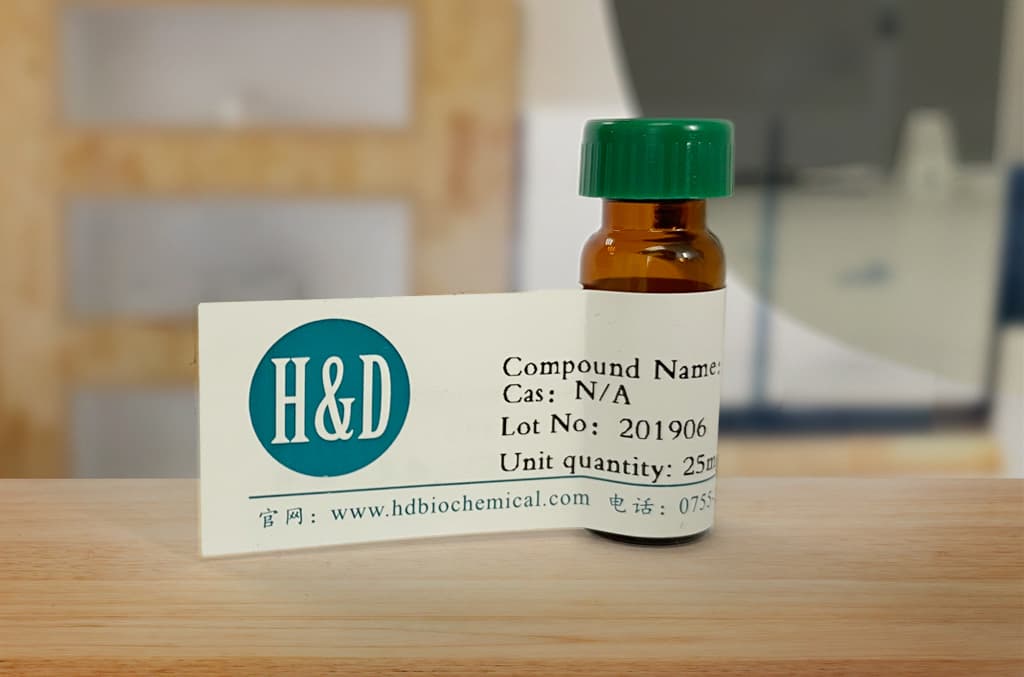 H&D
Compound Name:
Cas: N/A
Lot No: 201906
Unit quantity: 25m
官网: www.hdbiochemical.com 电话: 0755-